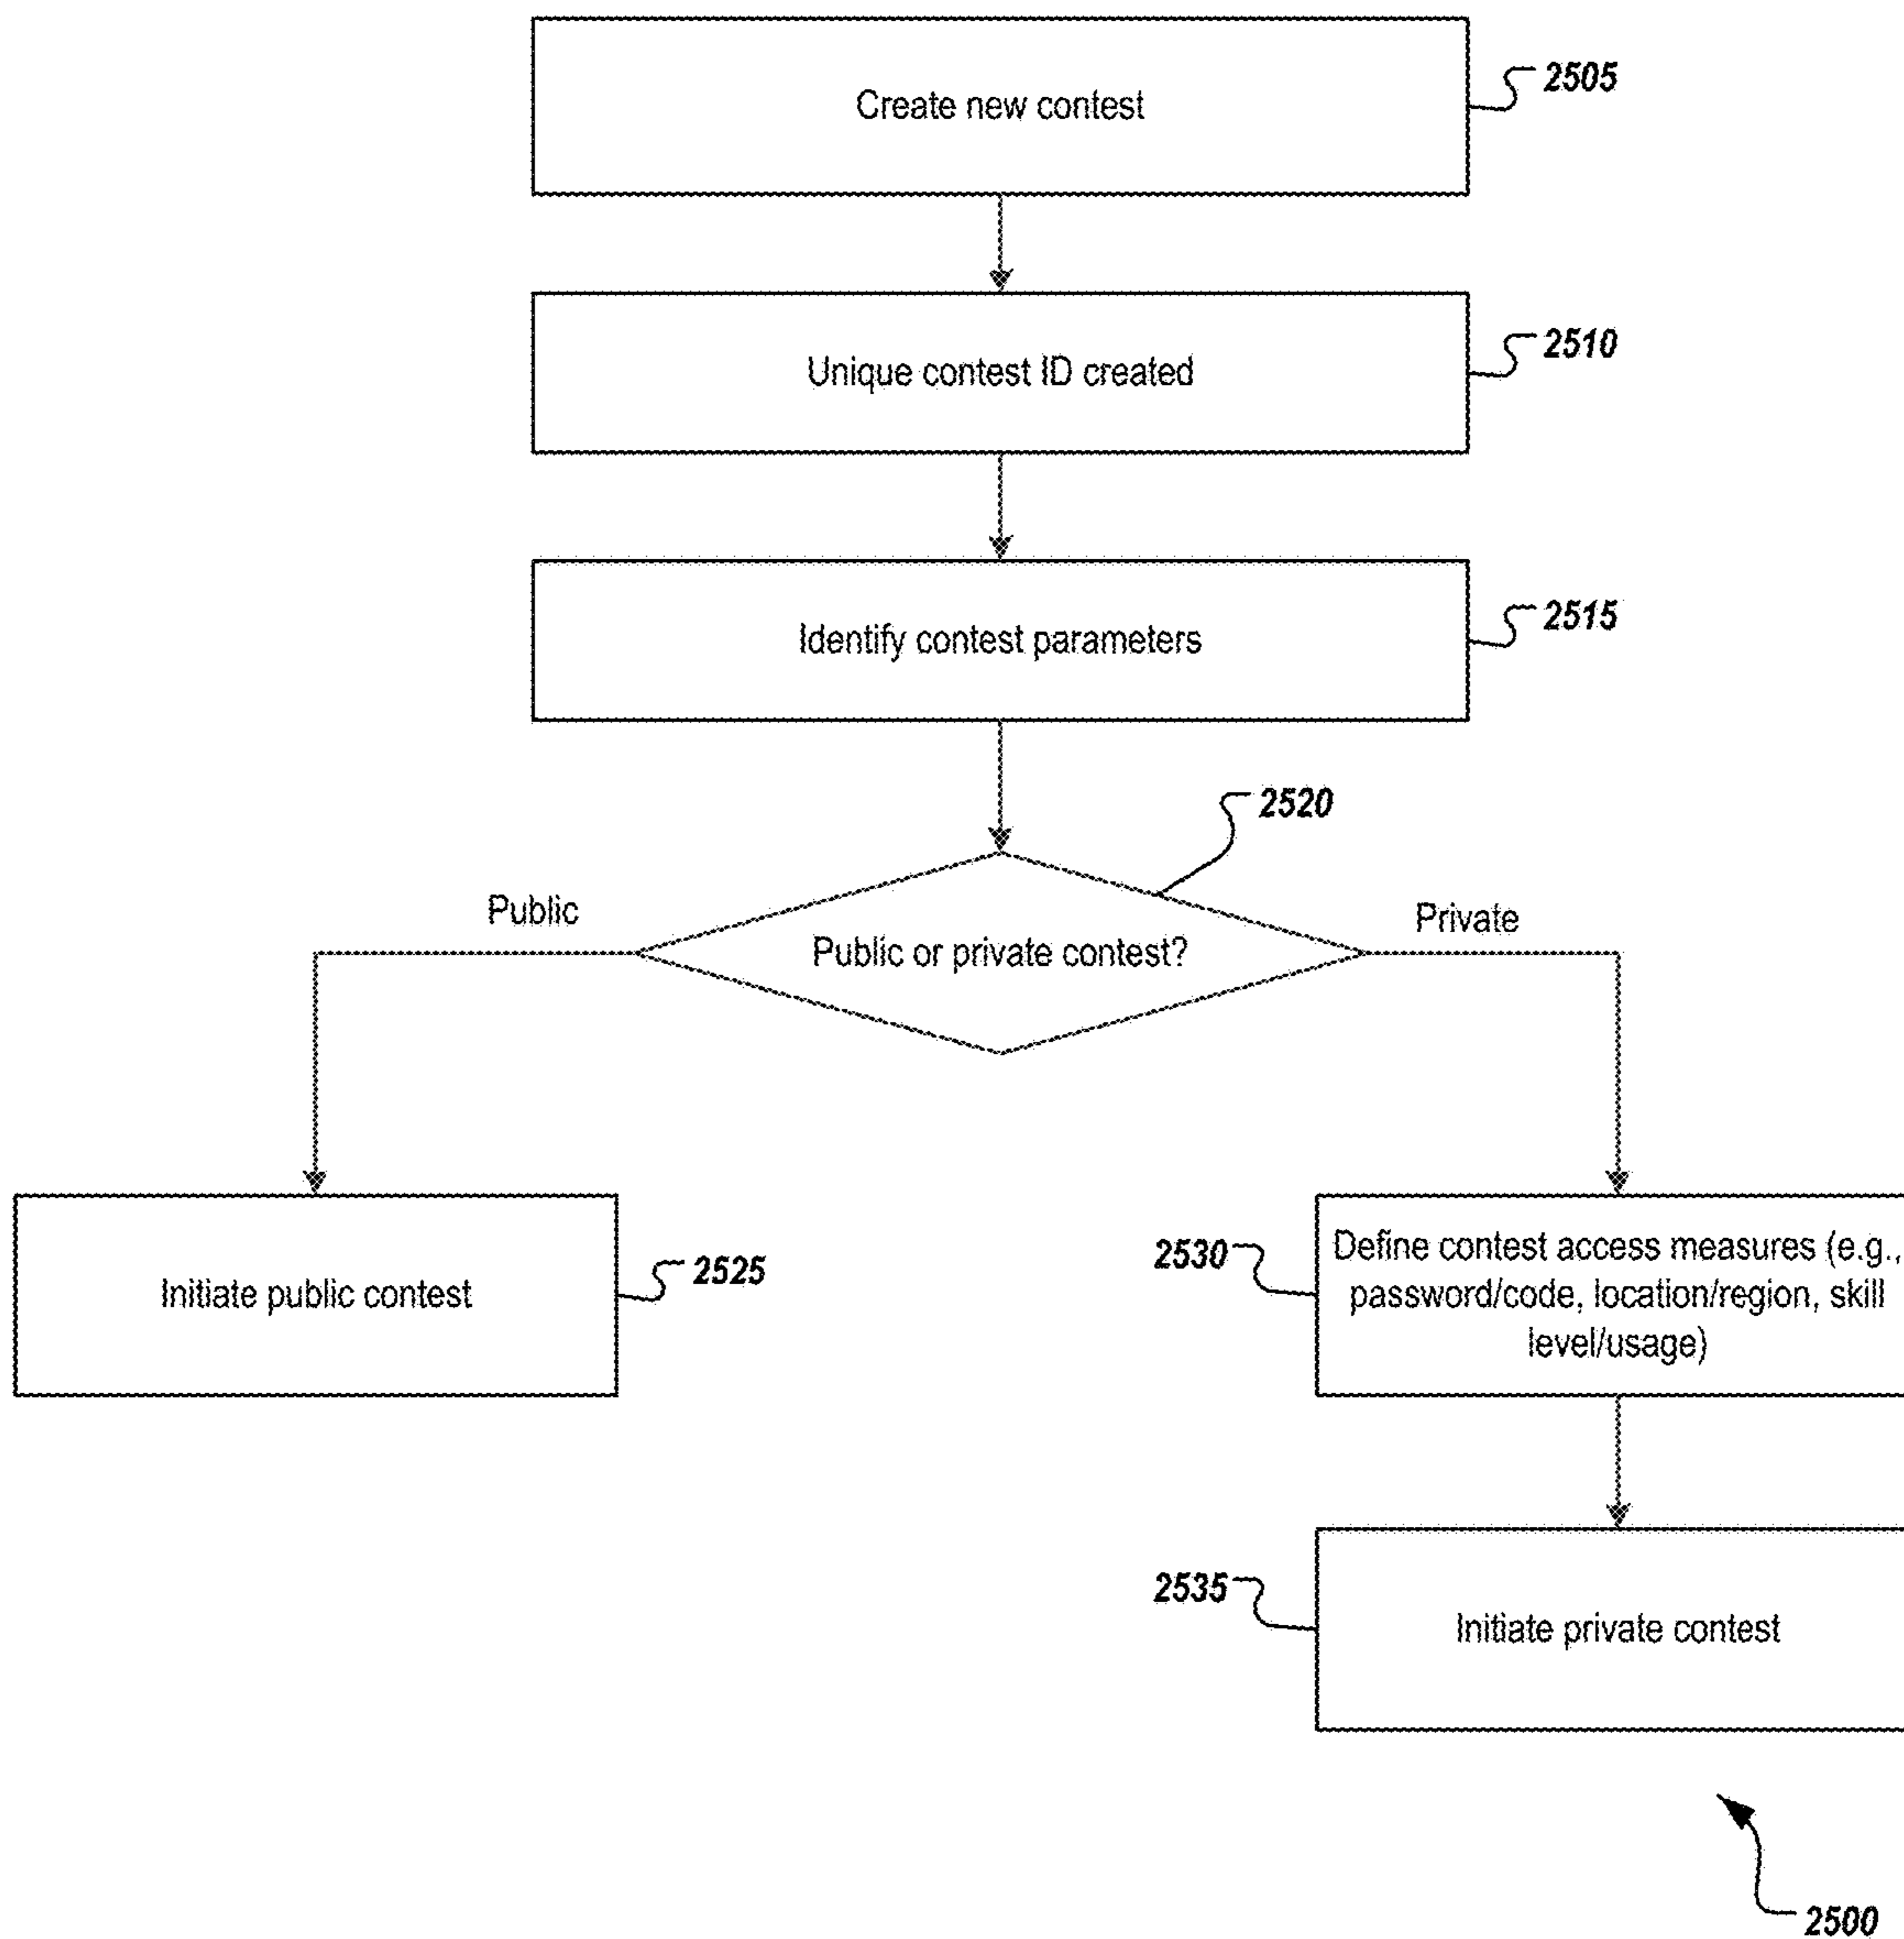 Create new contest
2505
Unique contest ID created
2510
Identify contest parameters
2515
2520
Public
Public or private contest?
Private
Initiate public contest
2525
2530
Define contest access measures (e.g.,
password/code, location/region, skill
level/usage)
2535
Initiate private contest
2500